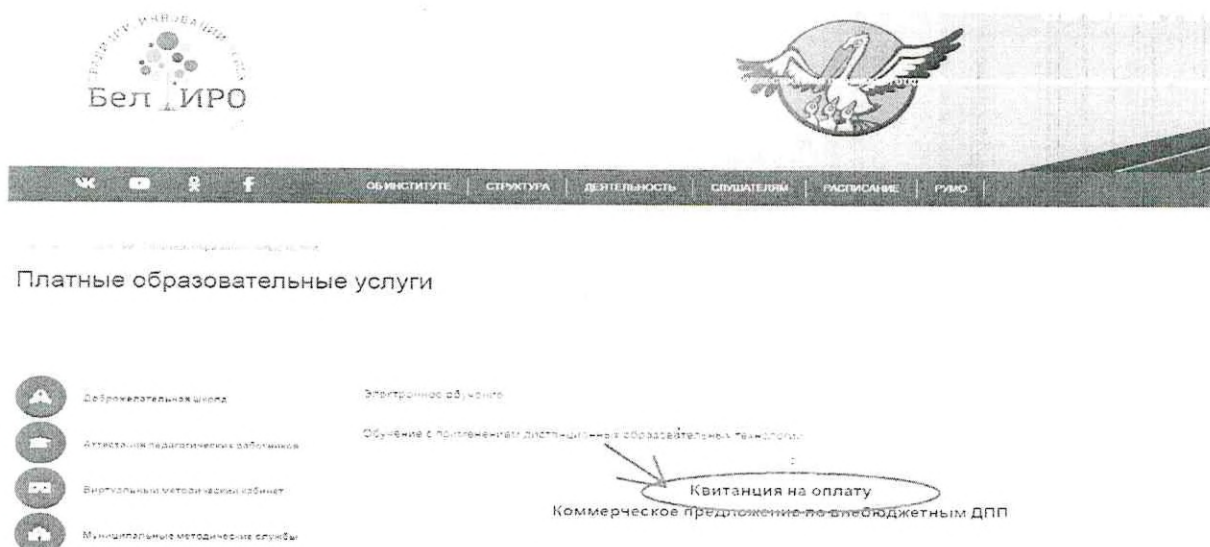 Бел ИРО
ОБ ИНСТИТУТЕ
СТРУКТУРА
ДЕЯТЕЛЬНОСТЬ
СЛУШАТЕЛЯМ
РАСПИСАНИЕ
РУМО
Платные образовательные услуги
Доброжелательная школа
Аттестация педагогических работников
Виртуальный методический кабинет
Муниципальные методические службы
Электронное обучение
Обучение с применением дистанционных образовательных технологий
Квитанция на оплату
Коммерческое предложение по внебюджетным ДПП